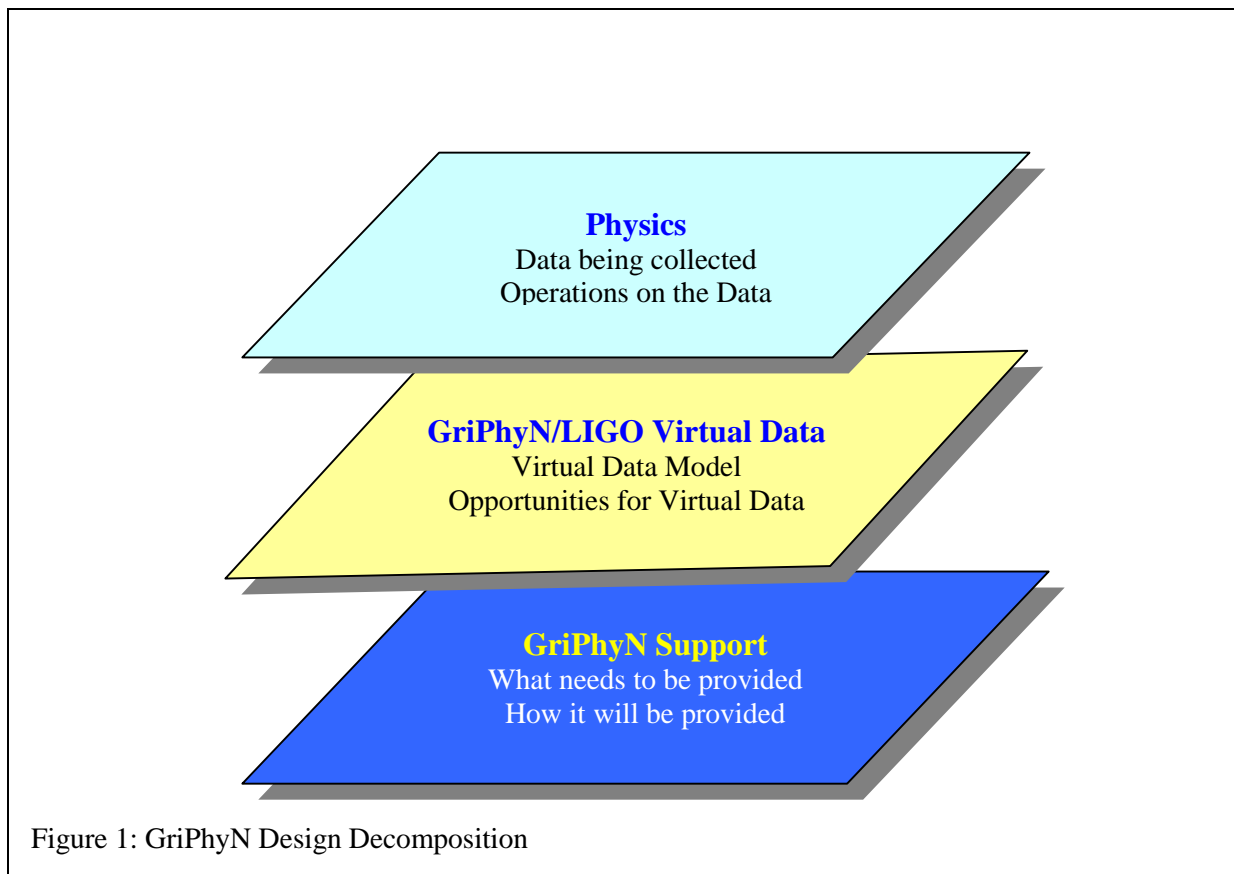 Physics
Data being collected
Operations on the Data
GriPhyN/LIGO Virtual Data
Virtual Data Model
Opportunities for Virtual Data
GriPhyN Support
What needs to be provided
How it will be provided
Figure 1: GriPhyN Design Decomposition